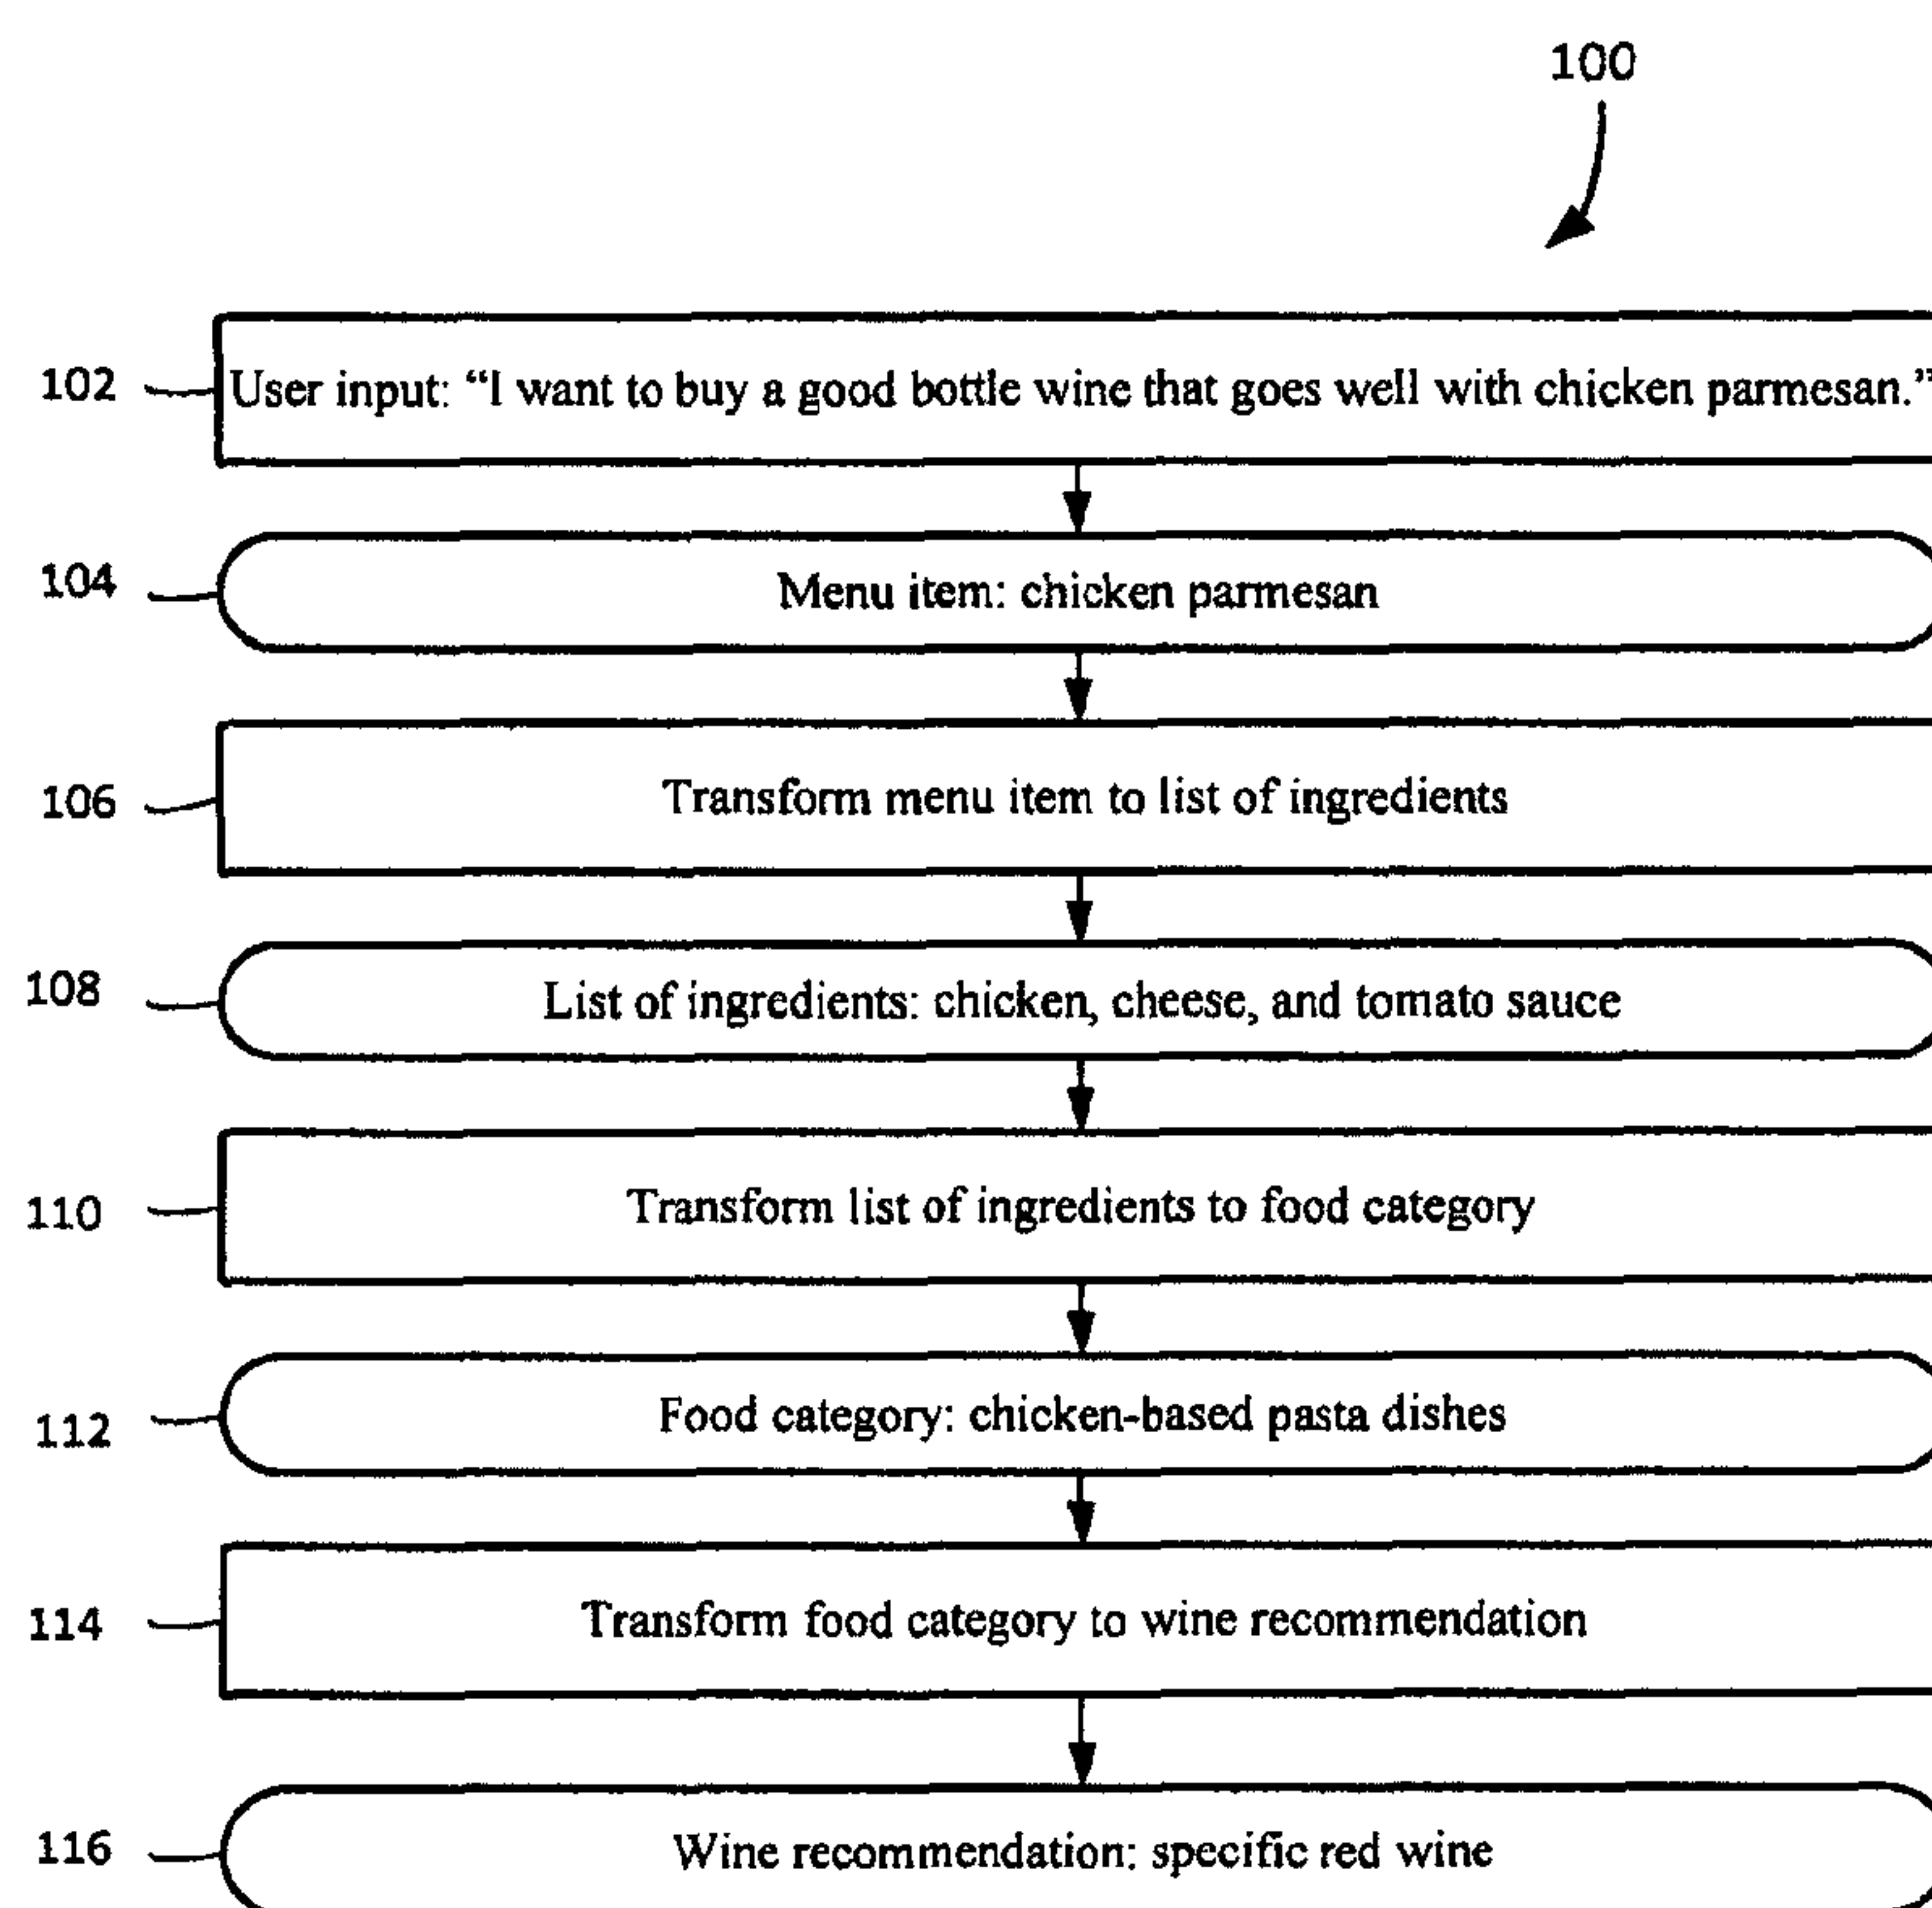 100
102 User input: “I want to buy a good bottle wine that goes well with chicken parmesan.”
104 Menu item: chicken parmesan
106 Transform menu item to list of ingredients
108 List of ingredients: chicken, cheese, and tomato sauce
110 Transform list of ingredients to food category
112 Food category: chicken-based pasta dishes
114 Transform food category to wine recommendation
116 Wine recommendation: specific red wine